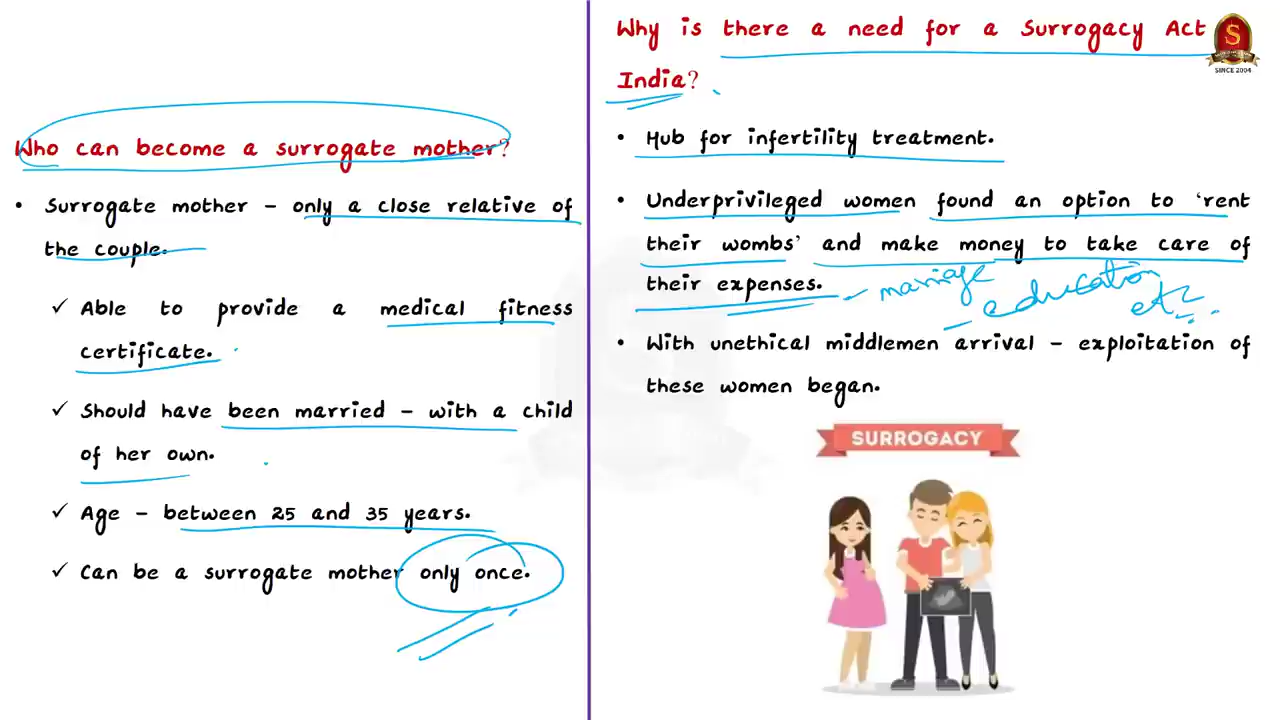 Who can become a surrogate mother?
• Surrogate mother – only a close relative of
the couple.
✓ Able to provide a medical fitness
certificate.
✓ Should have been married – with a child
of her own.
✓ Age – between 25 and 35 years.
✓ Can be a surrogate mother only once.
Why is there a need for a Surrogacy Act
India?
• Hub for infertility treatment.
• Underprivileged women found an option to ‘rent
their wombs’ and make money to take care of
their expenses.
marriage
education
etc
• With unethical middlemen arrival – exploitation of
these women began.
SURROGACY
S
SINCE 2004